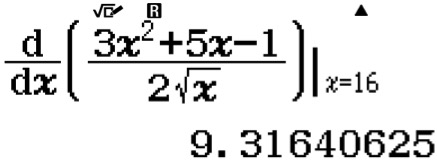 √▭∕ R ▲
d/dx((3x²+5x−1)/(2√x))|x=16
9.31640625